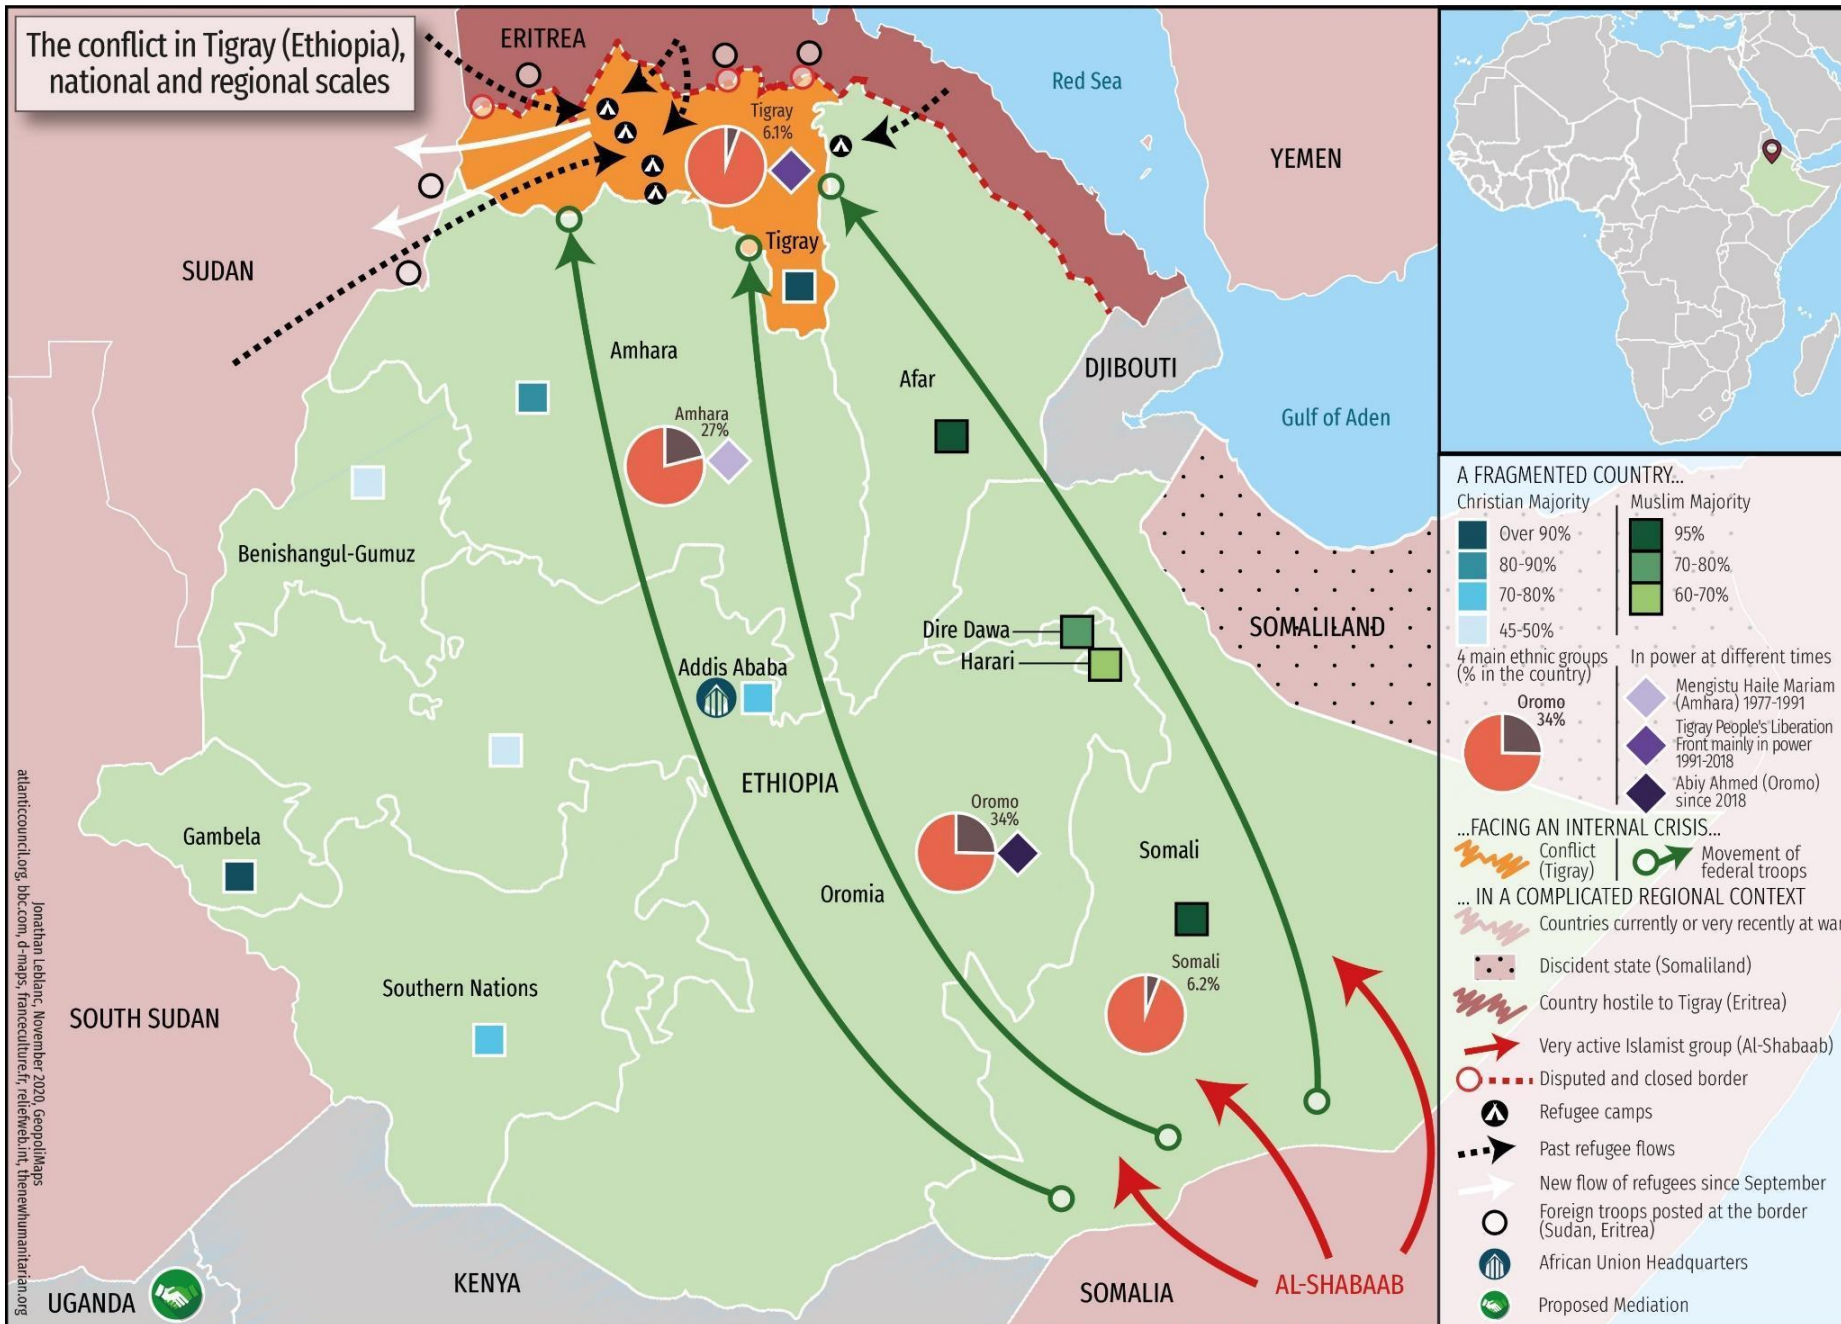 The conflict in Tigray (Ethiopia),
national and regional scales
ERITREA
Red Sea
YEMEN
Tigray
6.1%
Tigray
SUDAN
Amhara
Afar
DJIBOUTI
Gulf of Aden
Amhara
27%
Benishangul-Gumuz
Dire Dawa
Harari
SOMALILAND
Addis Ababa
ETHIOPIA
Oromo
34%
Gambela
Oromia
Somali
Somali
6.2%
Southern Nations
SOUTH SUDAN
KENYA
UGANDA
SOMALIA
AL-SHABAAB
Jonathan Leblanc, November 2020, GeopoliMaps
atlanticcouncil.org, bbc.com, d-maps, franceculture.fr, reliefweb.int, thenewhumanitarian.org
A FRAGMENTED COUNTRY...
Christian Majority
Over 90%
80-90%
70-80%
45-50%
Muslim Majority
95%
70-80%
60-70%
4 main ethnic groups
(% in the country)
Oromo
34%
In power at different times
Mengistu Haile Mariam
(Amhara) 1977-1991
Tigray People's Liberation
Front mainly in power
1991-2018
Abiy Ahmed (Oromo)
since 2018
...FACING AN INTERNAL CRISIS...
Conflict
(Tigray)
Movement of
federal troops
... IN A COMPLICATED REGIONAL CONTEXT
Countries currently or very recently at war
Discident state (Somaliland)
Country hostile to Tigray (Eritrea)
Very active Islamist group (Al-Shabaab)
Disputed and closed border
Refugee camps
Past refugee flows
New flow of refugees since September
Foreign troops posted at the border
(Sudan, Eritrea)
African Union Headquarters
Proposed Mediation